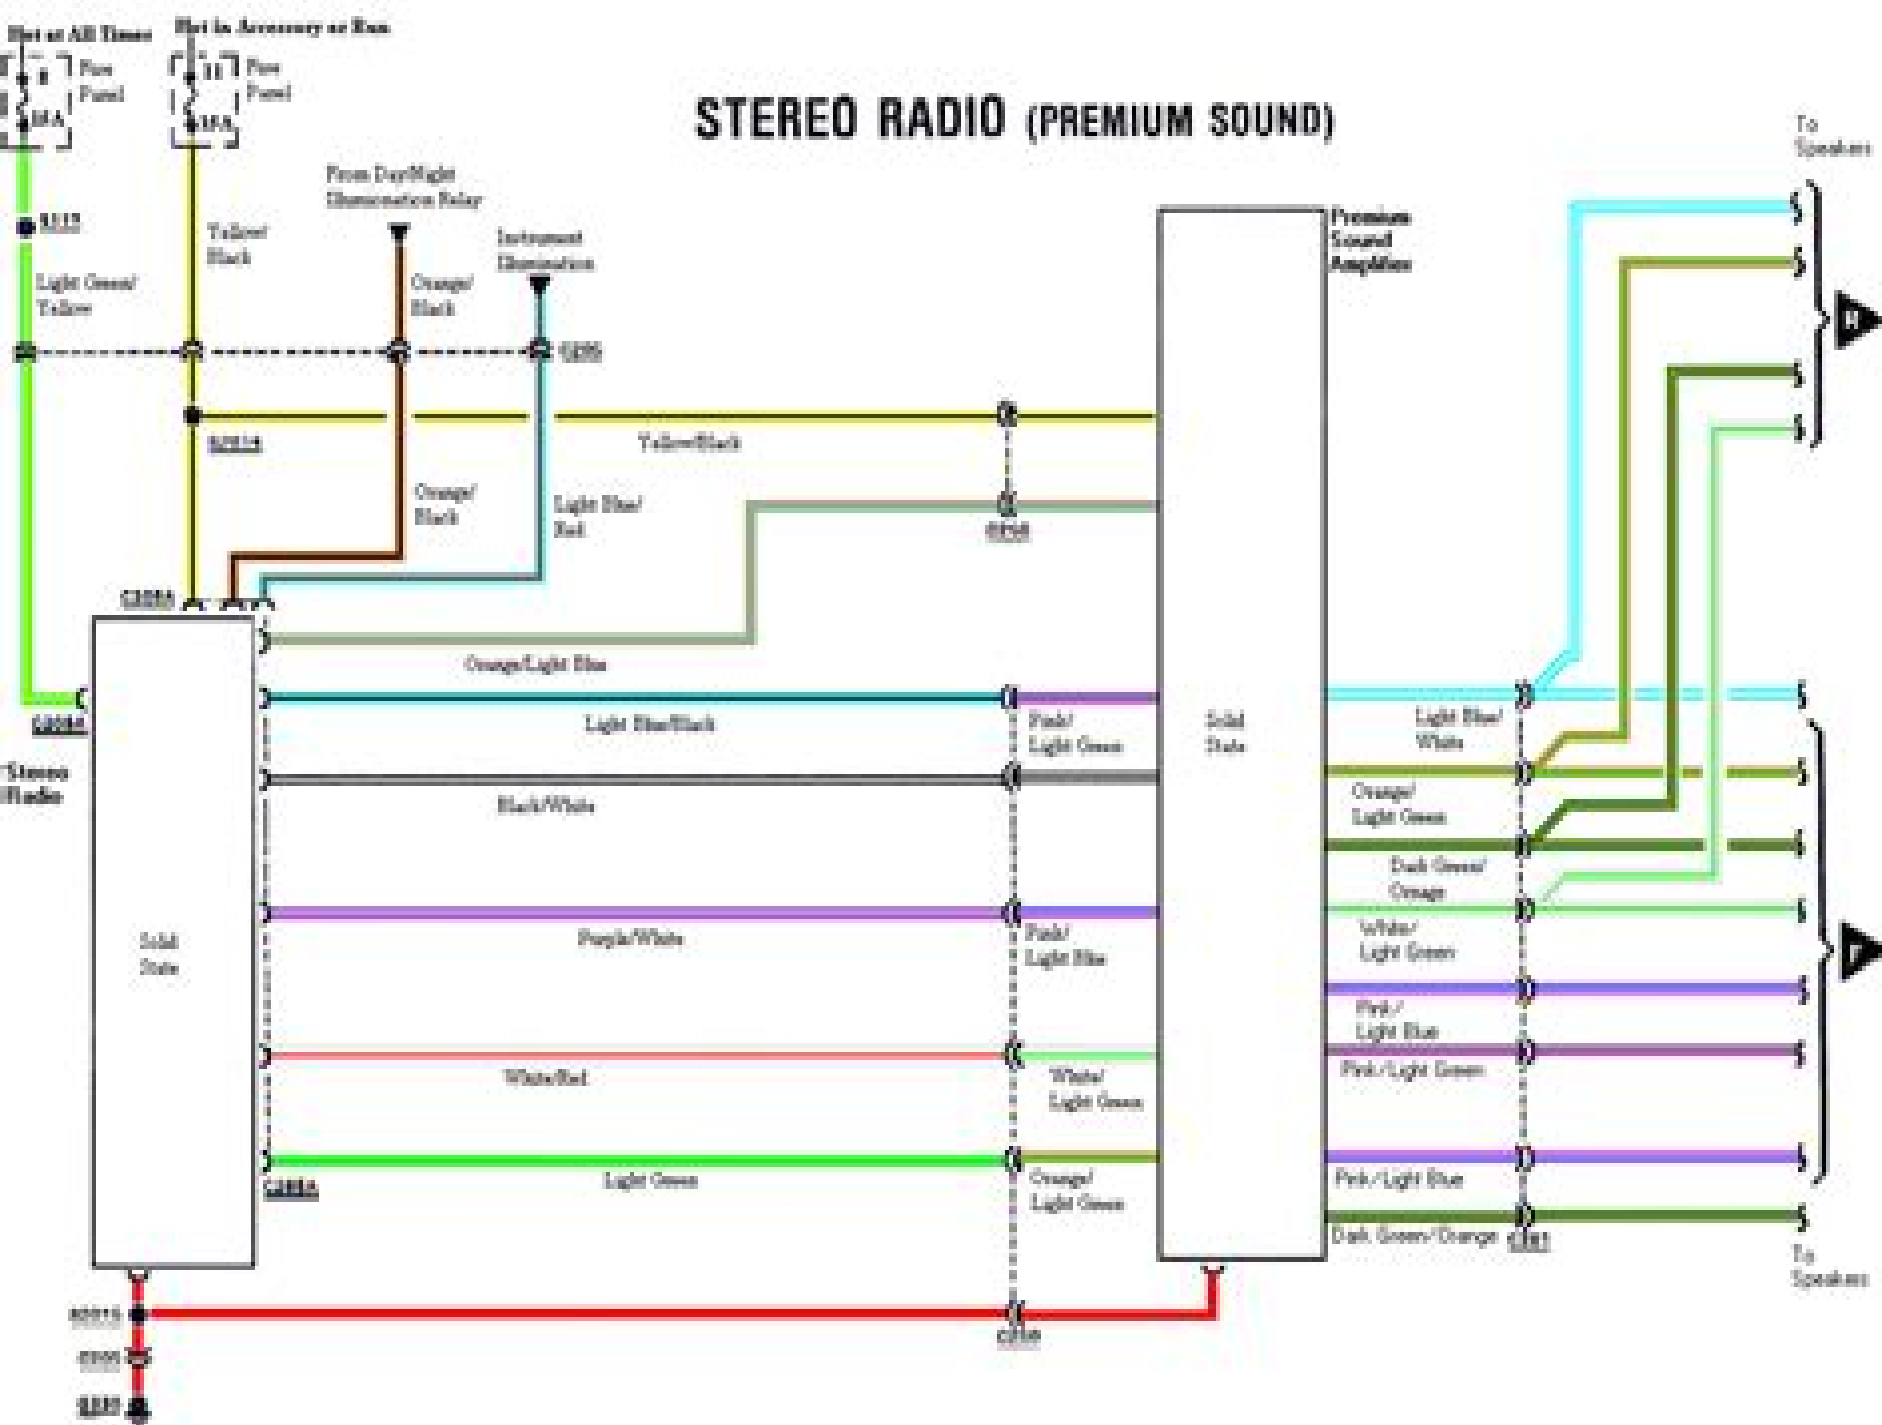 Hot at All Times
Hot in Accessory or Run
8
Fuse
Panel
15A
11
Fuse
Panel
15A
STEREO RADIO (PREMIUM SOUND)
To
Speakers
From Day/Night
Illumination Relay
Instrument
Illumination
Yellow/
Black
Light Green/
Yellow
Orange/
Black
Premium
Sound
Amplifier
Yellow/Black
Orange/
Black
Light Blue/
Red
Orange/Light Blue
Light Blue/Black
Pink/
Light Green
Solid
State
Light Blue/
White
Stereo
Radio
Black/White
Orange/
Light Green
Dark Green/
Orange
Solid
State
Purple/White
Pink/
Light Blue
White/
Light Green
Pink/
Light Blue
White/Red
White/
Light Green
Pink/Light Green
Light Green
Orange/
Light Green
Pink/Light Blue
Dark Green/Orange
To
Speakers